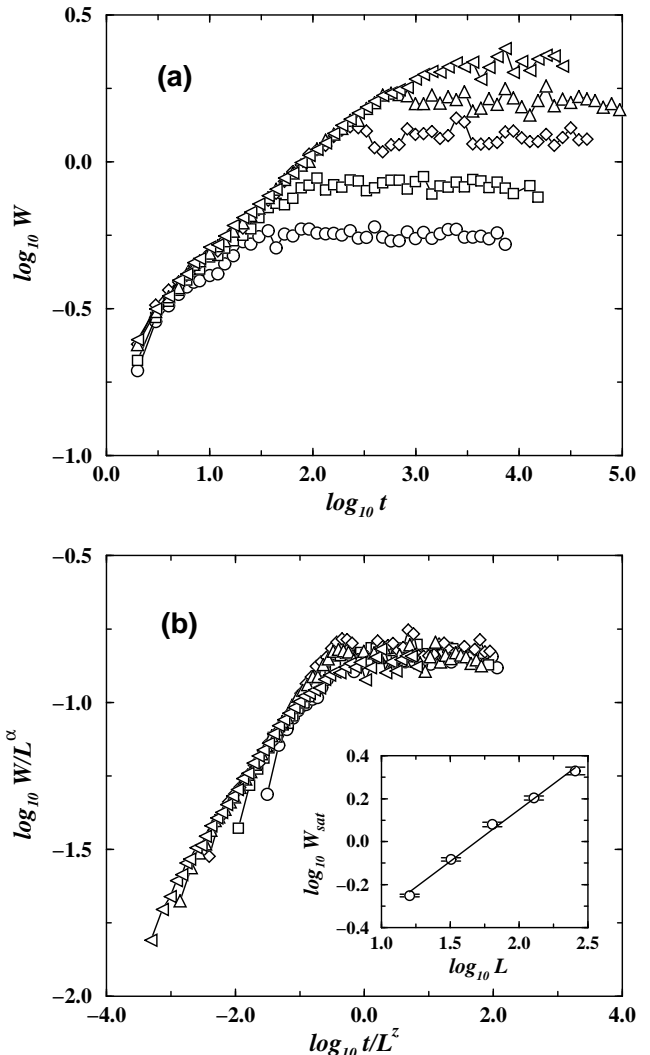 0.5
(a)
0.0
log10 W
−0.5
−1.0
0.0 1.0 2.0 3.0 4.0 5.0
log10 t
−0.5
(b)
−1.0
log10 W/L^α
−1.5
−2.0
0.4
0.2
0.0
log10 Wsat
−0.2
−0.4
1.0 1.5 2.0 2.5
log10 L
−4.0 −2.0 0.0 2.0 4.0
log10 t/L^z